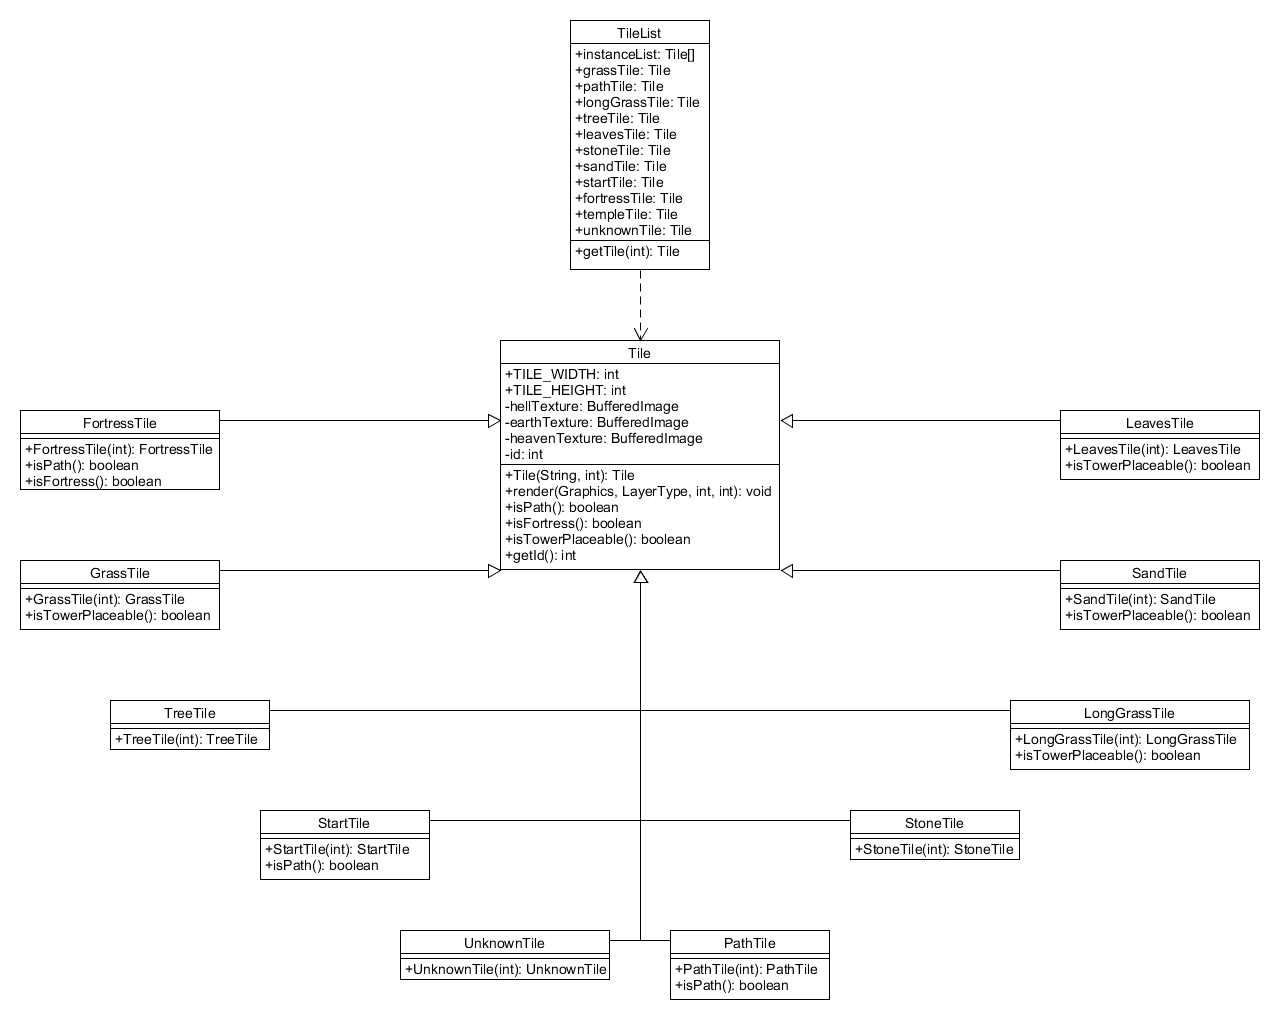 TileList
+instanceList: Tile[]
+grassTile: Tile
+pathTile: Tile
+longGrassTile: Tile
+treeTile: Tile
+leavesTile: Tile
+stoneTile: Tile
+sandTile: Tile
+startTile: Tile
+fortressTile: Tile
+templeTile: Tile
+unknownTile: Tile
+getTile(int): Tile
Tile
+TILE_WIDTH: int
+TILE_HEIGHT: int
-hellTexture: BufferedImage
-earthTexture: BufferedImage
-heavenTexture: BufferedImage
-id: int
+Tile(String, int): Tile
+render(Graphics, LayerType, int, int): void
+isPath(): boolean
+isFortress(): boolean
+isTowerPlaceable(): boolean
+getId(): int
FortressTile
+FortressTile(int): FortressTile
+isPath(): boolean
+isFortress(): boolean
LeavesTile
+LeavesTile(int): LeavesTile
+isTowerPlaceable(): boolean
GrassTile
+GrassTile(int): GrassTile
+isTowerPlaceable(): boolean
SandTile
+SandTile(int): SandTile
+isTowerPlaceable(): boolean
TreeTile
+TreeTile(int): TreeTile
LongGrassTile
+LongGrassTile(int): LongGrassTile
+isTowerPlaceable(): boolean
StartTile
+StartTile(int): StartTile
+isPath(): boolean
StoneTile
+StoneTile(int): StoneTile
UnknownTile
+UnknownTile(int): UnknownTile
PathTile
+PathTile(int): PathTile
+isPath(): boolean